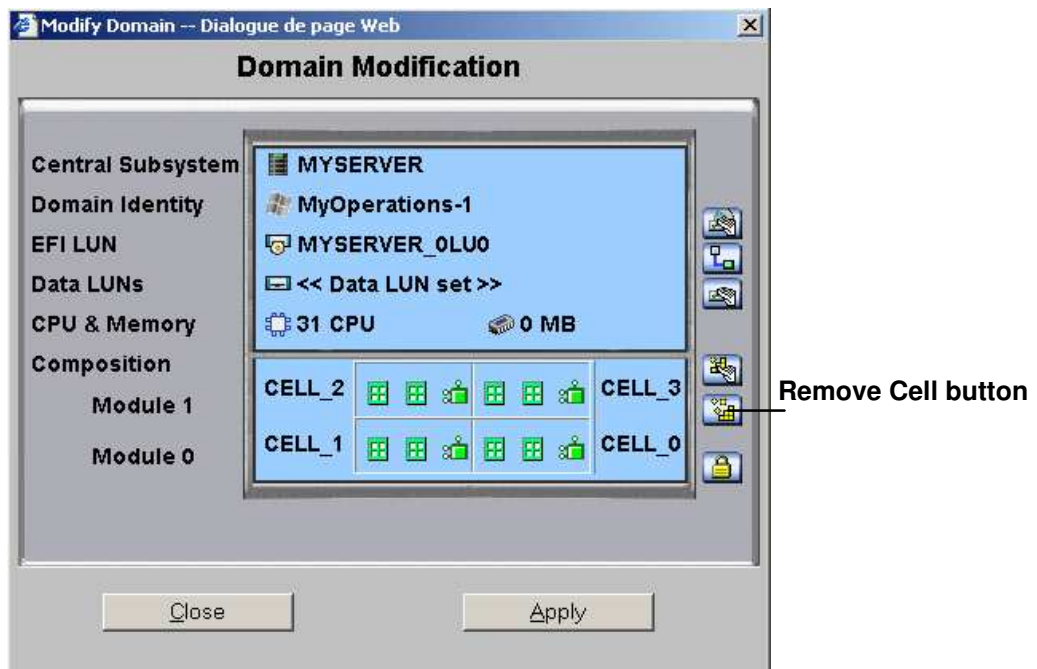 Modify Domain -- Dialogue de page Web
Domain Modification
Central Subsystem MYSERVER
Domain Identity MyOperations-1
EFI LUN MYSERVER_0LU0
Data LUNs << Data LUN set >>
CPU & Memory 31 CPU 0 MB
Composition
Module 1 CELL_2 CELL_3
Module 0 CELL_1 CELL_0
Remove Cell button
Close Apply